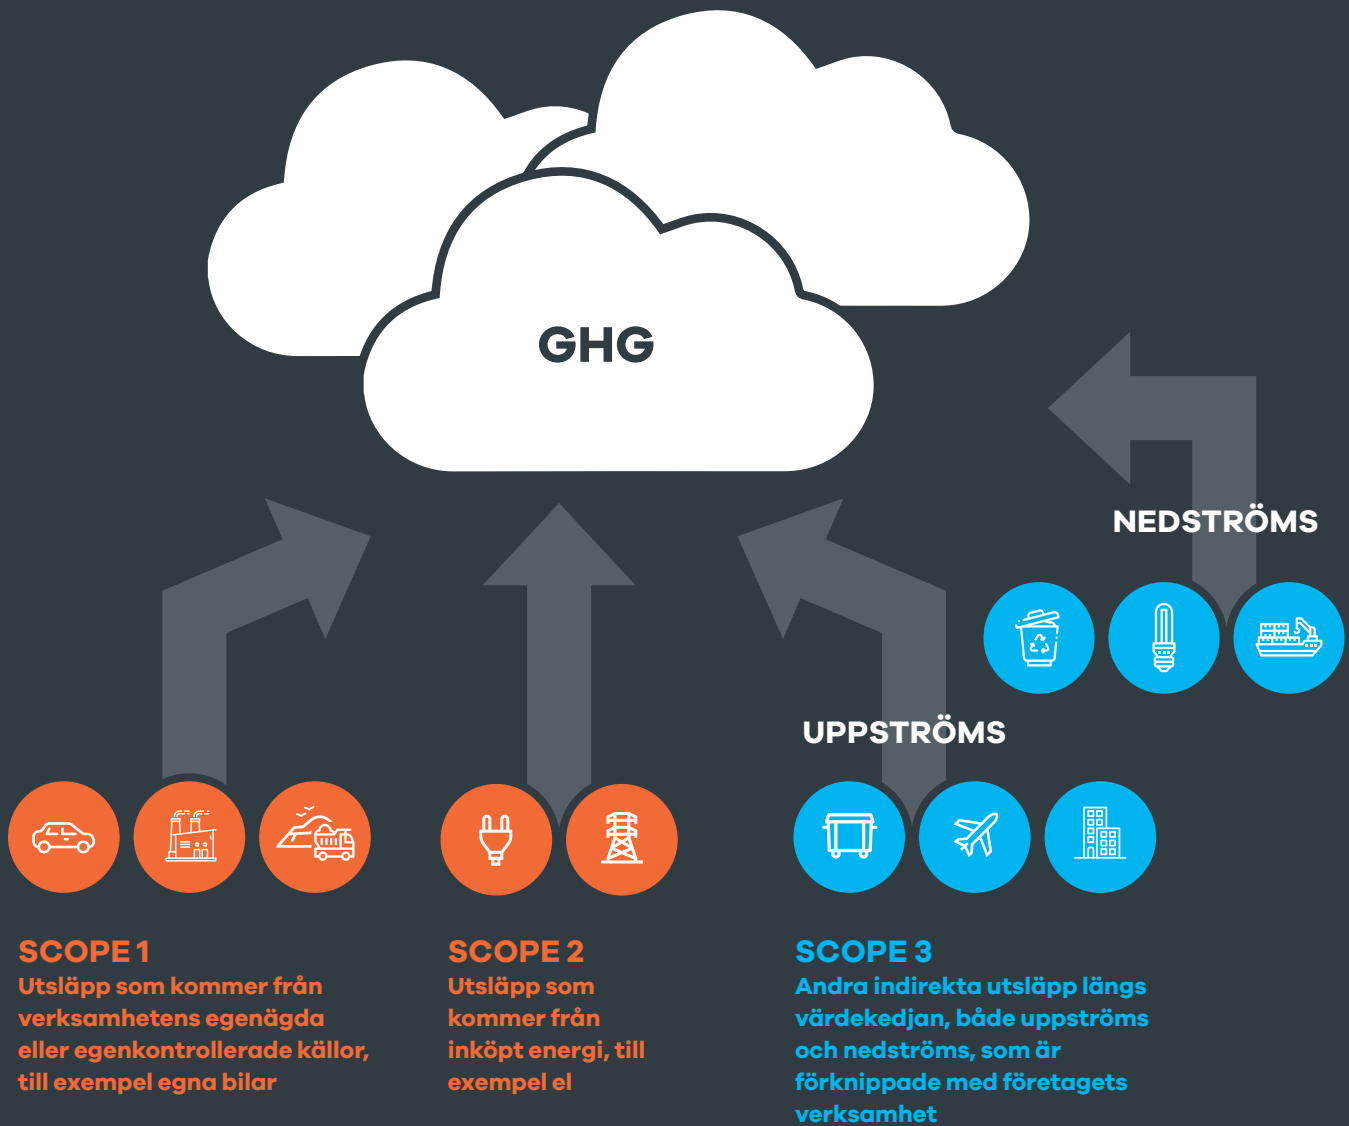 GHG
NEDSTRÖMS
UPPSTRÖMS
SCOPE 1
Utsläpp som kommer från
verksamhetens egenägda
eller egenkontrollerade källor,
till exempel egna bilar
SCOPE 2
Utsläpp som
kommer från
inköpt energi, till
exempel el
SCOPE 3
Andra indirekta utsläpp längs
värdekedjan, både uppströms
och nedströms, som är
förknippade med företagets
verksamhet